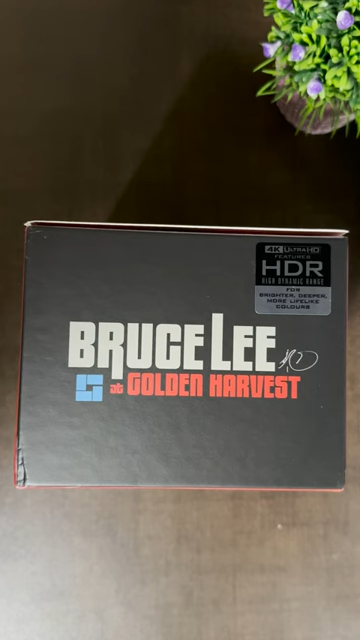 4K ULTRA HD
FEATURES
HDR
HIGH DYNAMIC RANGE
FOR
BRIGHTER, DEEPER,
MORE LIFELIKE
COLOURS
BRUCE LEE
at GOLDEN HARVEST